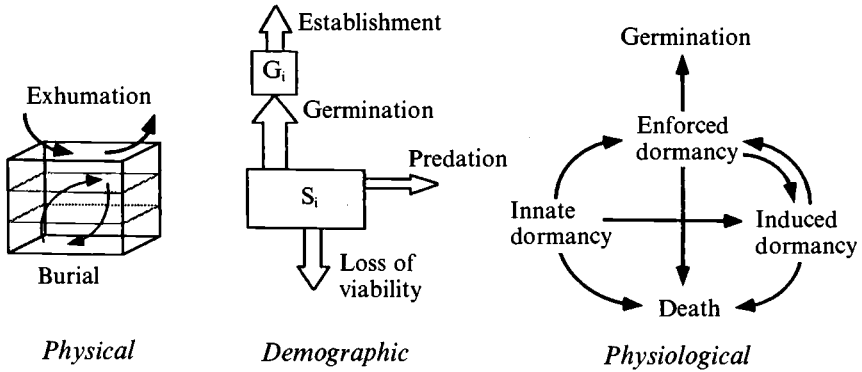 Exhumation
Burial
Physical
Establishment
Gi
Germination
Predation
Si
Loss of
viability
Demographic
Germination
Enforced
dormancy
Innate
dormancy
Induced
dormancy
Death
Physiological